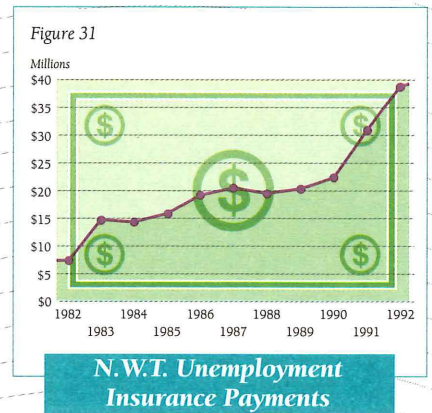 Figure 31
Millions
$40
$35
$30
$25
$20
$15
$10
$5
$0
1982 1984 1986 1988 1990 1992
1983 1985 1987 1989 1991
N.W.T. Unemployment
Insurance Payments
$
$
$
$
$